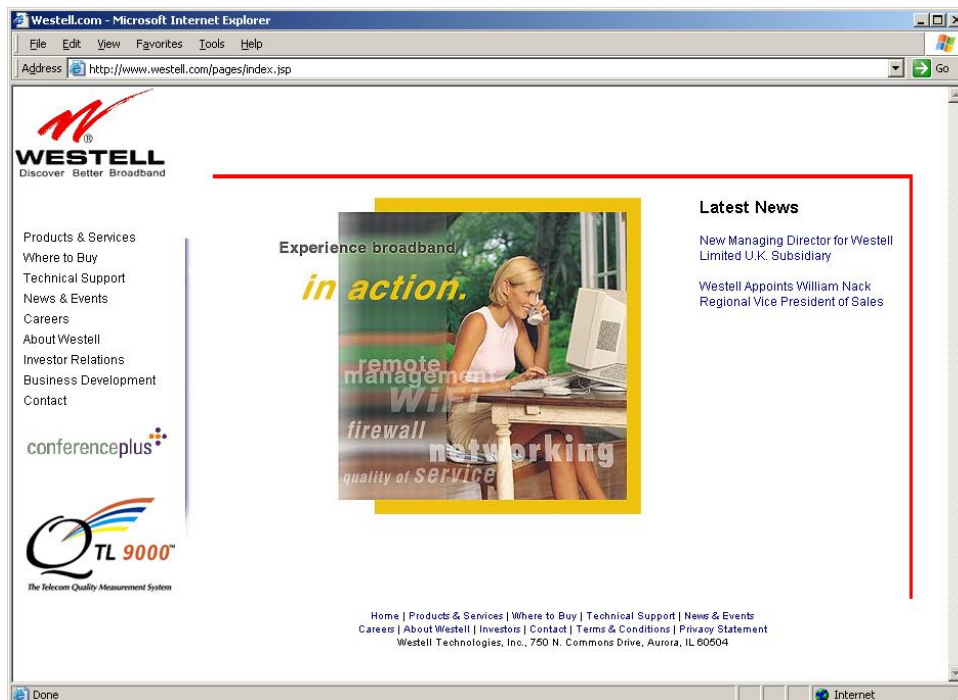 Westell.com - Microsoft Internet Explorer
File Edit View Favorites Tools Help
Address http://www.westell.com/pages/index.jsp Go
WESTELL®
Discover Better Broadband
Products & Services
Where to Buy
Technical Support
News & Events
Careers
About Westell
Investor Relations
Business Development
Contact
conferenceplus
QTL 9000™
The Telecom Quality Measurement System
Experience broadband
in action.
remote
management
WiFi
firewall
networking
quality of service
Latest News
New Managing Director for Westell
Limited U.K. Subsidiary
Westell Appoints William Nack
Regional Vice President of Sales
Home | Products & Services | Where to Buy | Technical Support | News & Events
Careers | About Westell | Investors | Contact | Terms & Conditions | Privacy Statement
Westell Technologies, Inc., 750 N. Commons Drive, Aurora, IL 60504
Done Internet